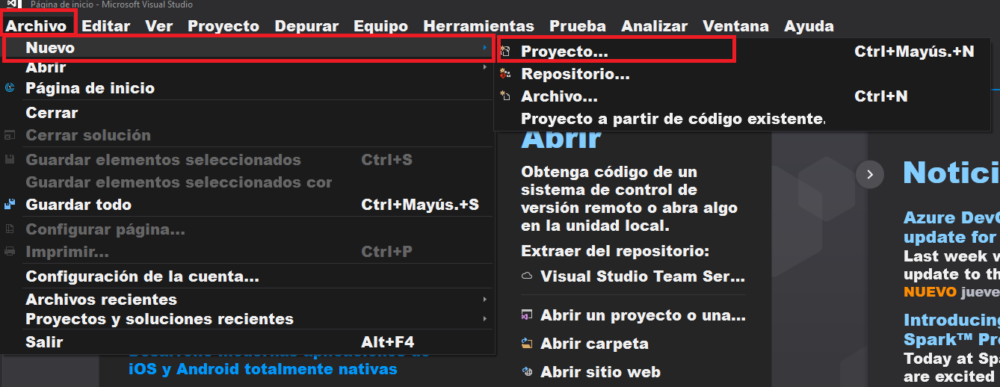 Página de inicio - Microsoft Visual Studio
Archivo Editar Ver Proyecto Depurar Equipo Herramientas Prueba Analizar Ventana Ayuda
Nuevo
Abrir
Página de inicio
Cerrar
Cerrar solución
Guardar elementos seleccionados Ctrl+S
Guardar elementos seleccionados cor
Guardar todo Ctrl+Mayús.+S
Configurar página...
Imprimir... Ctrl+P
Configuración de la cuenta...
Archivos recientes
Proyectos y soluciones recientes
Salir Alt+F4
Proyecto... Ctrl+Mayús.+N
Repositorio...
Archivo... Ctrl+N
Proyecto a partir de código existente.
Desarrolle modernas aplicaciones de
iOS y Android totalmente nativas
Abrir
Obtenga código de un
sistema de control de
versión remoto o abra algo
en la unidad local.
Extraer del repositorio:
Visual Studio Team Ser...
Abrir un proyecto o una...
Abrir carpeta
Abrir sitio web
Notici
Azure DevO
update for
Last week w
update to th
NUEVO jueve
Introducing
Spark™ Pre
Today at Spa
are excited